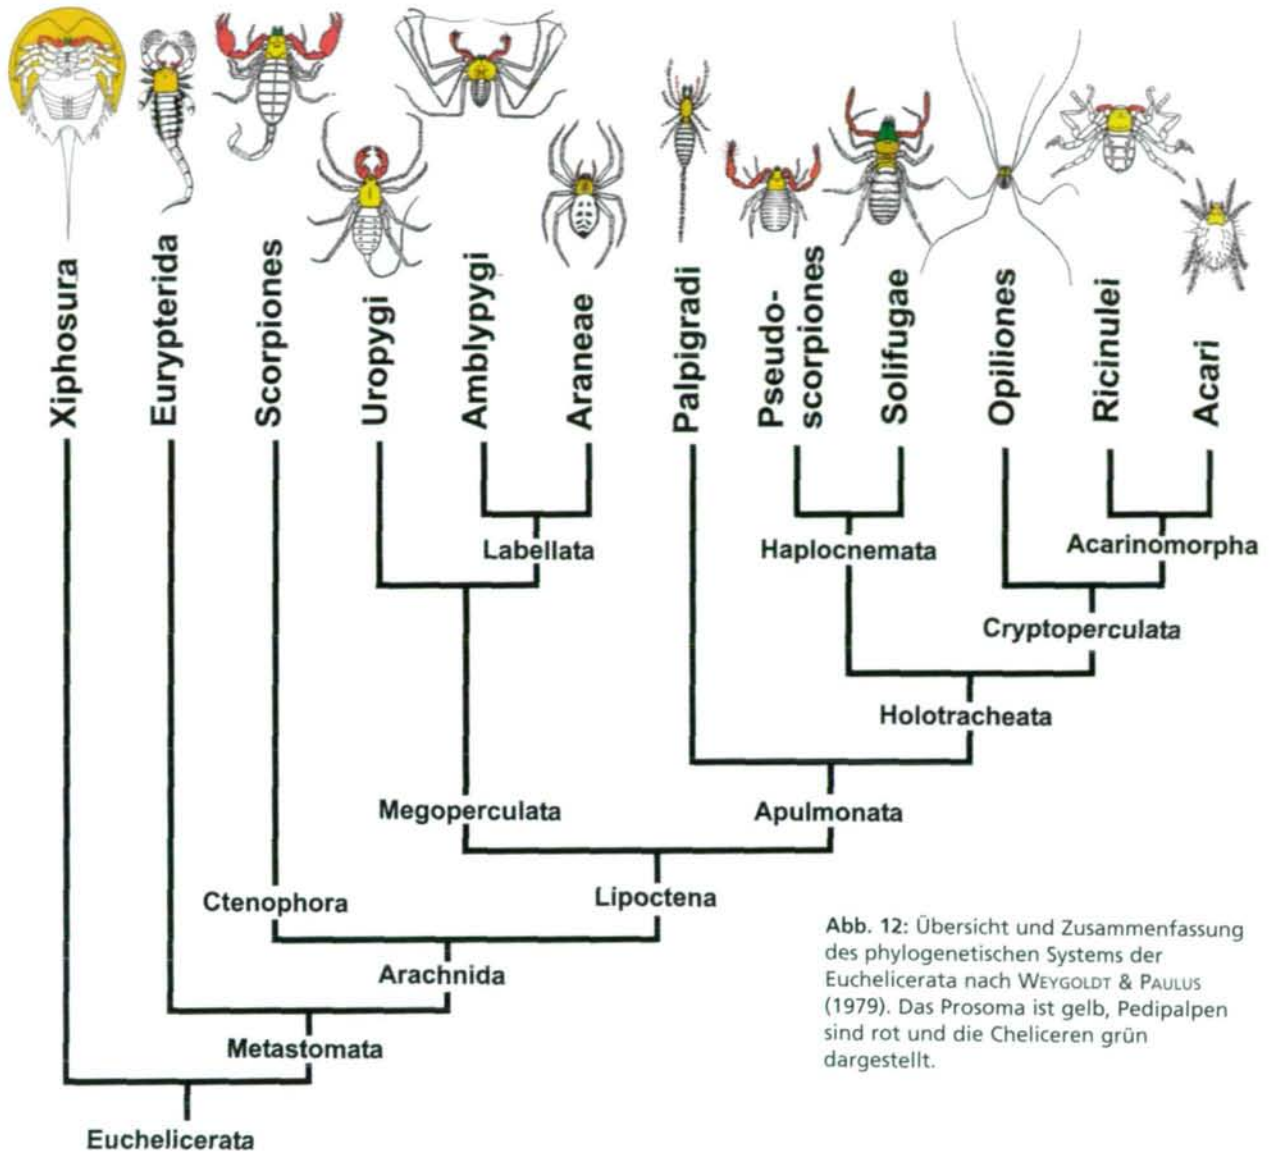 Xiphosura
Eurypterida
Scorpiones
Uropygi
Amblypygi
Araneae
Palpigradi
Pseudo-
scorpiones
Solifugae
Opiliones
Ricinulei
Acari
Labellata
Haplocnemata
Acarinomorpha
Cryptoperculata
Holotracheata
Megoperculata
Apulmonata
Ctenophora
Lipoctena
Arachnida
Metastomata
Euchelicerata
Abb. 12: Übersicht und Zusammenfassung
des phylogenetischen Systems der
Euchelicerata nach WEYGOLDT & PAULUS
(1979). Das Prosoma ist gelb, Pedipalpen
sind rot und die Cheliceren grün
dargestellt.